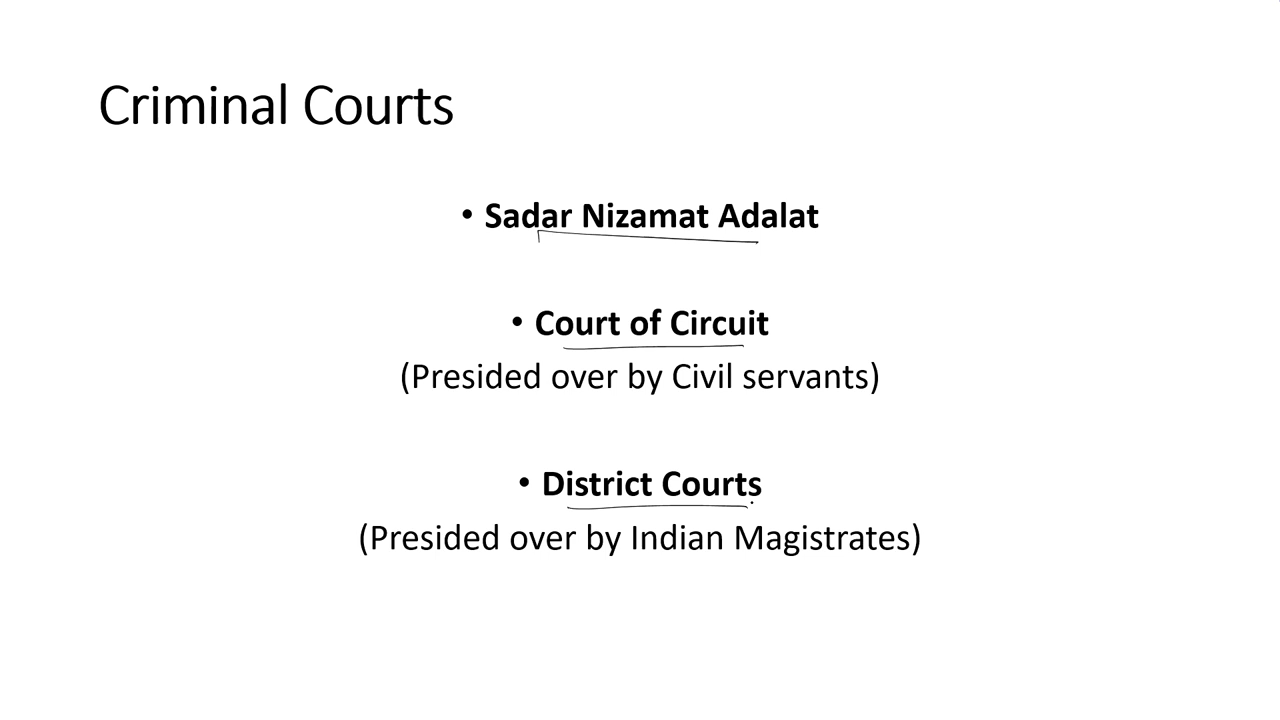 Criminal Courts
• Sadar Nizamat Adalat
• Court of Circuit
(Presided over by Civil servants)
• District Courts
(Presided over by Indian Magistrates)